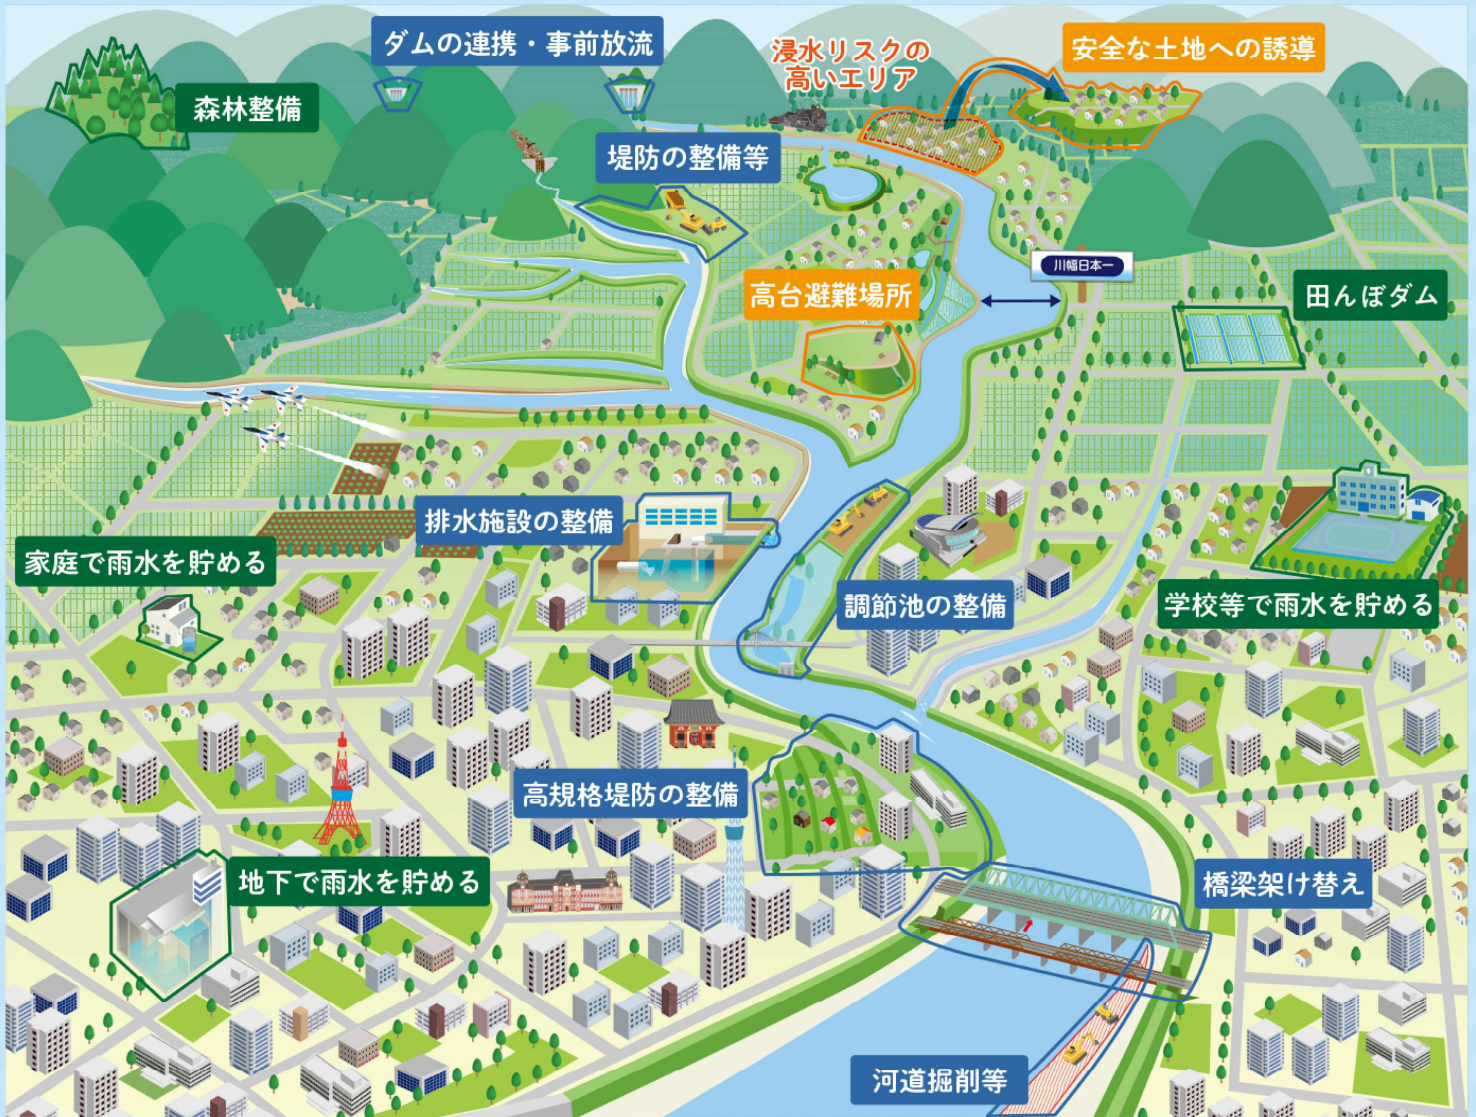 ダムの連携・事前放流
浸水リスクの
高いエリア
安全な土地への誘導
森林整備
堤防の整備等
川幅日本一
高台避難場所
田んぼダム
排水施設の整備
家庭で雨水を貯める
調節池の整備
学校等で雨水を貯める
高規格堤防の整備
地下で雨水を貯める
橋梁架け替え
河道掘削等